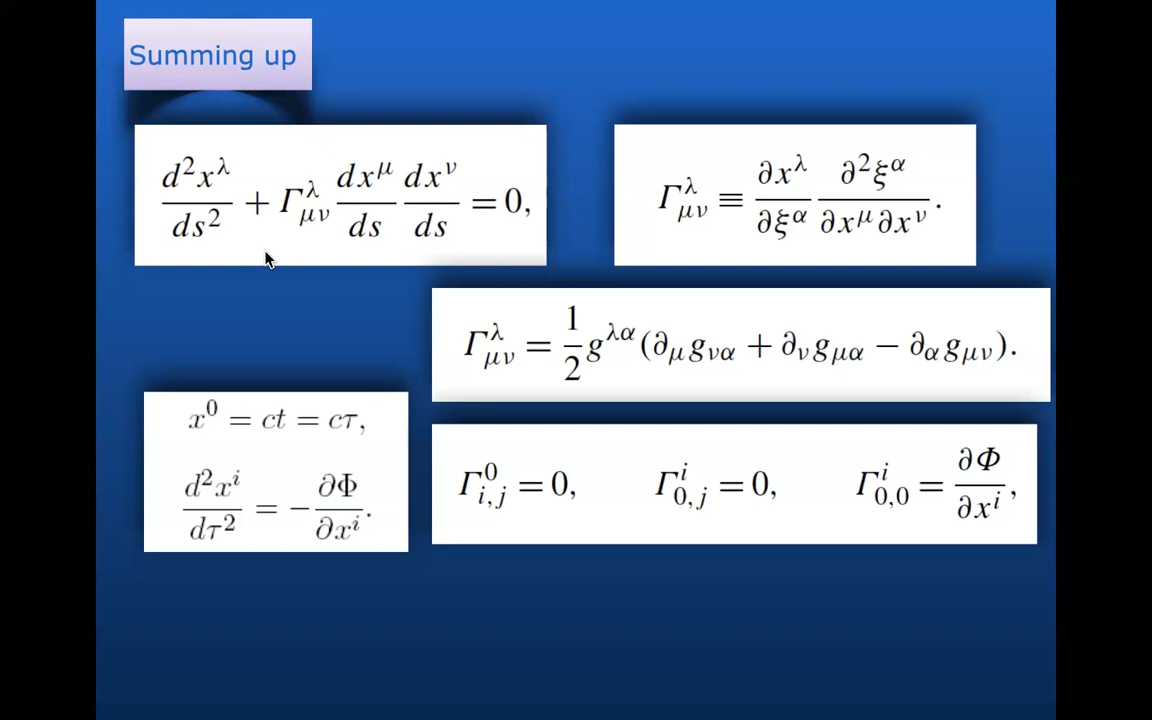 Summing up
d²x^λ/ds² + Γ^λ_μν dx^μ/ds dx^ν/ds = 0,
Γ^λ_μν ≡ ∂x^λ/∂ξ^α ∂²ξ^α/∂x^μ∂x^ν.
Γ^λ_μν = 1/2 g^λα (∂_μ g_να + ∂_ν g_μα − ∂_α g_μν).
x⁰ = ct = cτ,
d²x^i/dτ² = −∂Φ/∂x^i.
Γ^0_i,j = 0, Γ^i_0,j = 0, Γ^i_0,0 = ∂Φ/∂x^i,